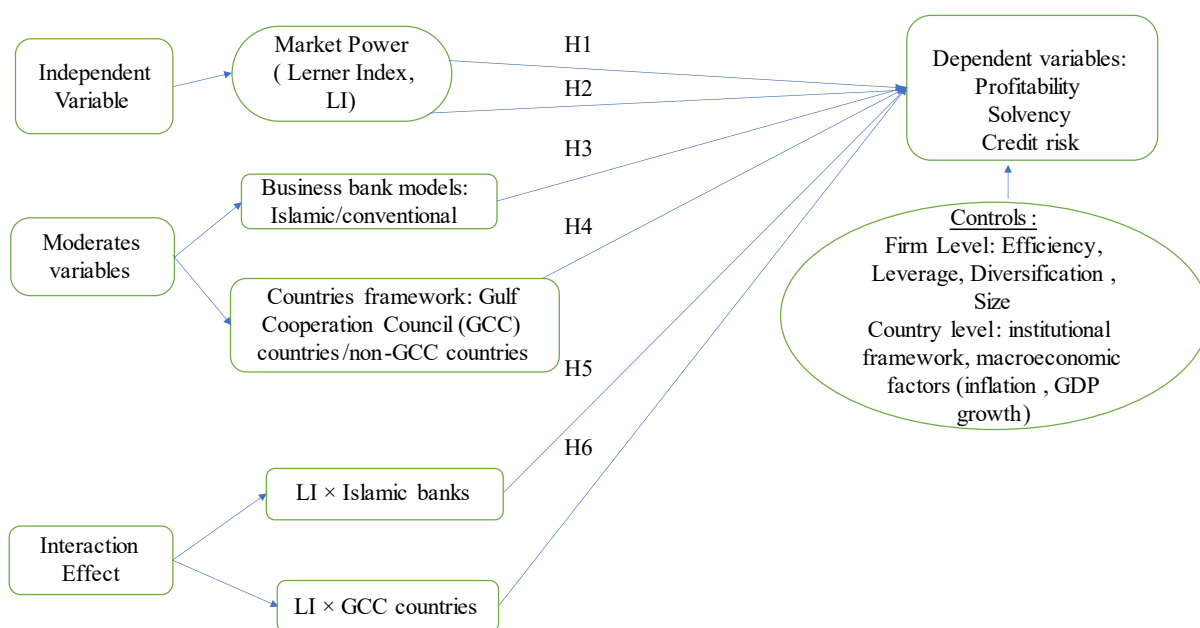 Independent
Variable
Market Power
( Lerner Index,
LI)
H1
H2
H3
H4
H5
H6
Dependent variables:
Profitability
Solvency
Credit risk
Moderates
variables
Business bank models:
Islamic/conventional
Countries framework: Gulf
Cooperation Council (GCC)
countries/non-GCC countries
Controls :
Firm Level: Efficiency,
Leverage, Diversification ,
Size
Country level: institutional
framework, macroeconomic
factors (inflation , GDP
growth)
Interaction
Effect
LI × Islamic banks
LI × GCC countries